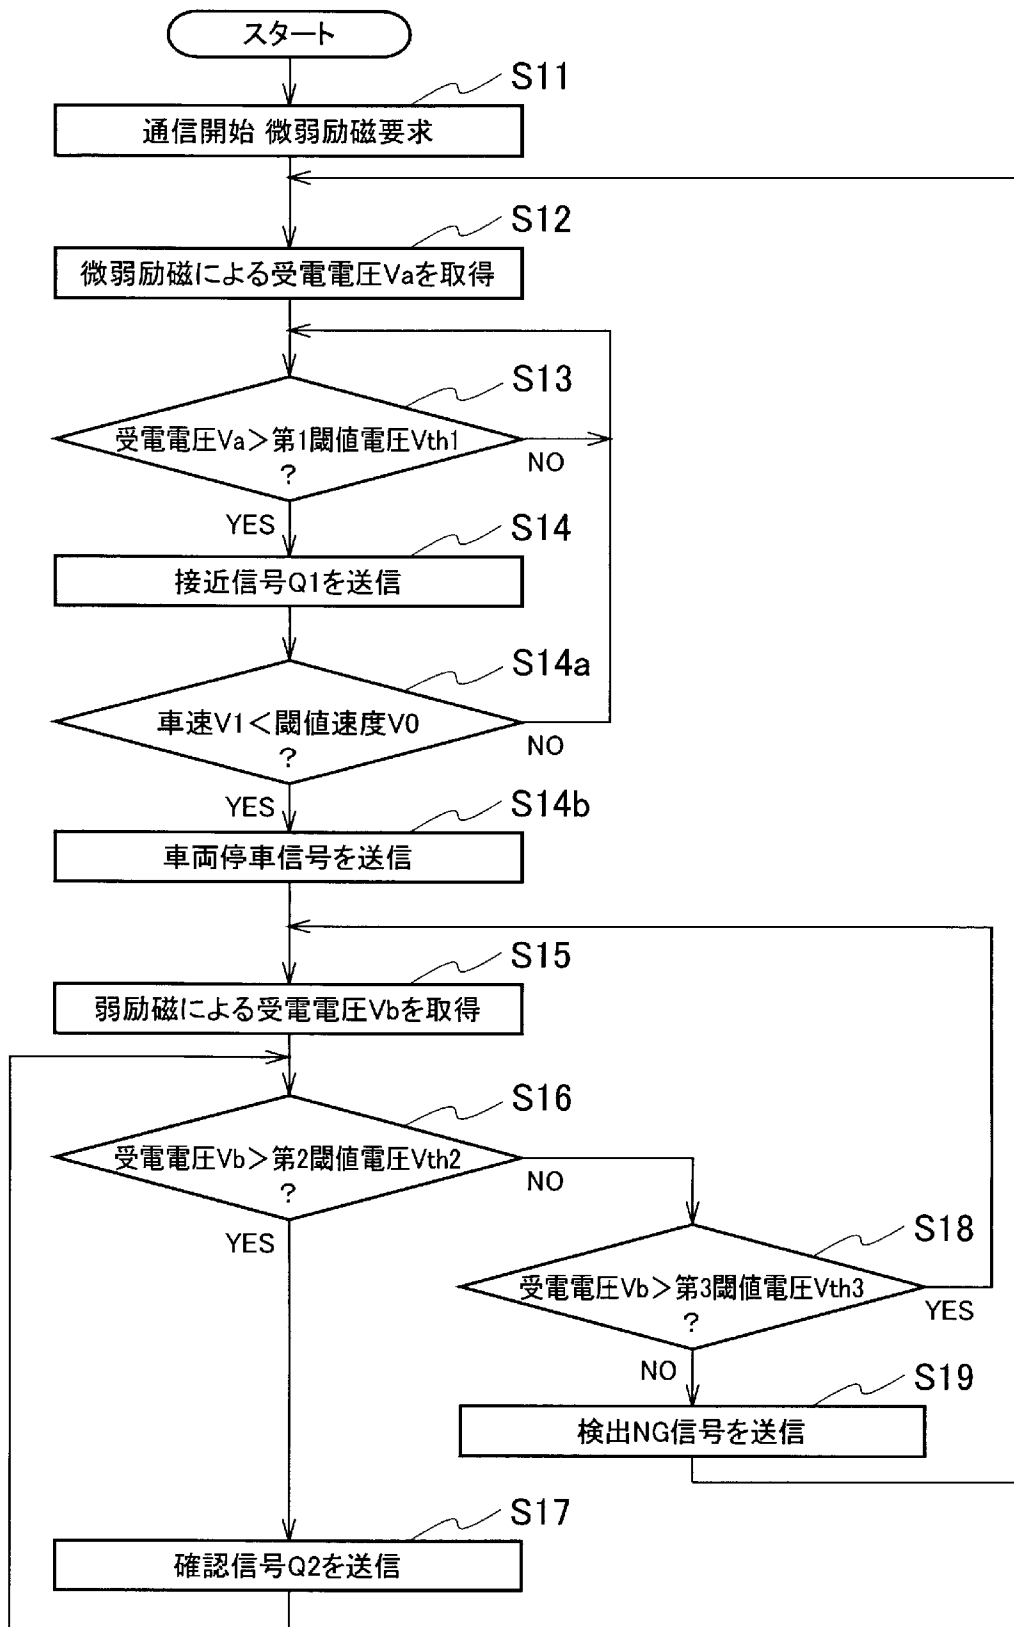 スタート
S11
通信開始 微弱励磁要求
S12
微弱励磁による受電電圧Vaを取得
S13
受電電圧Va>第1閾値電圧Vth1
?
NO
YES
S14
接近信号Q1を送信
S14a
車速V1<閾値速度V0
?
NO
YES
S14b
車両停車信号を送信
S15
弱励磁による受電電圧Vbを取得
S16
受電電圧Vb>第2閾値電圧Vth2
?
NO
YES
S18
受電電圧Vb>第3閾値電圧Vth3
?
YES
NO
S19
検出NG信号を送信
S17
確認信号Q2を送信